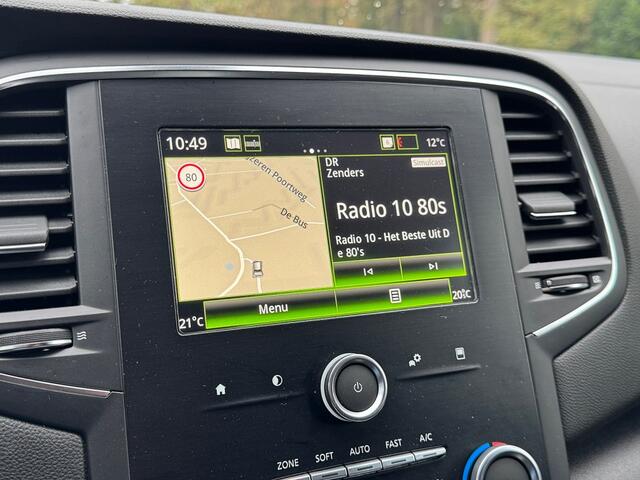 10:49
12°C
80
ZEREN Poortweg
De Bus
DR
Simulcast
Zenders
Radio 10 80s
Radio 10 - Het Beste Uit D
e 80's
Menu
21°C
20°C
ZONE
SOFT
AUTO
FAST
A/C